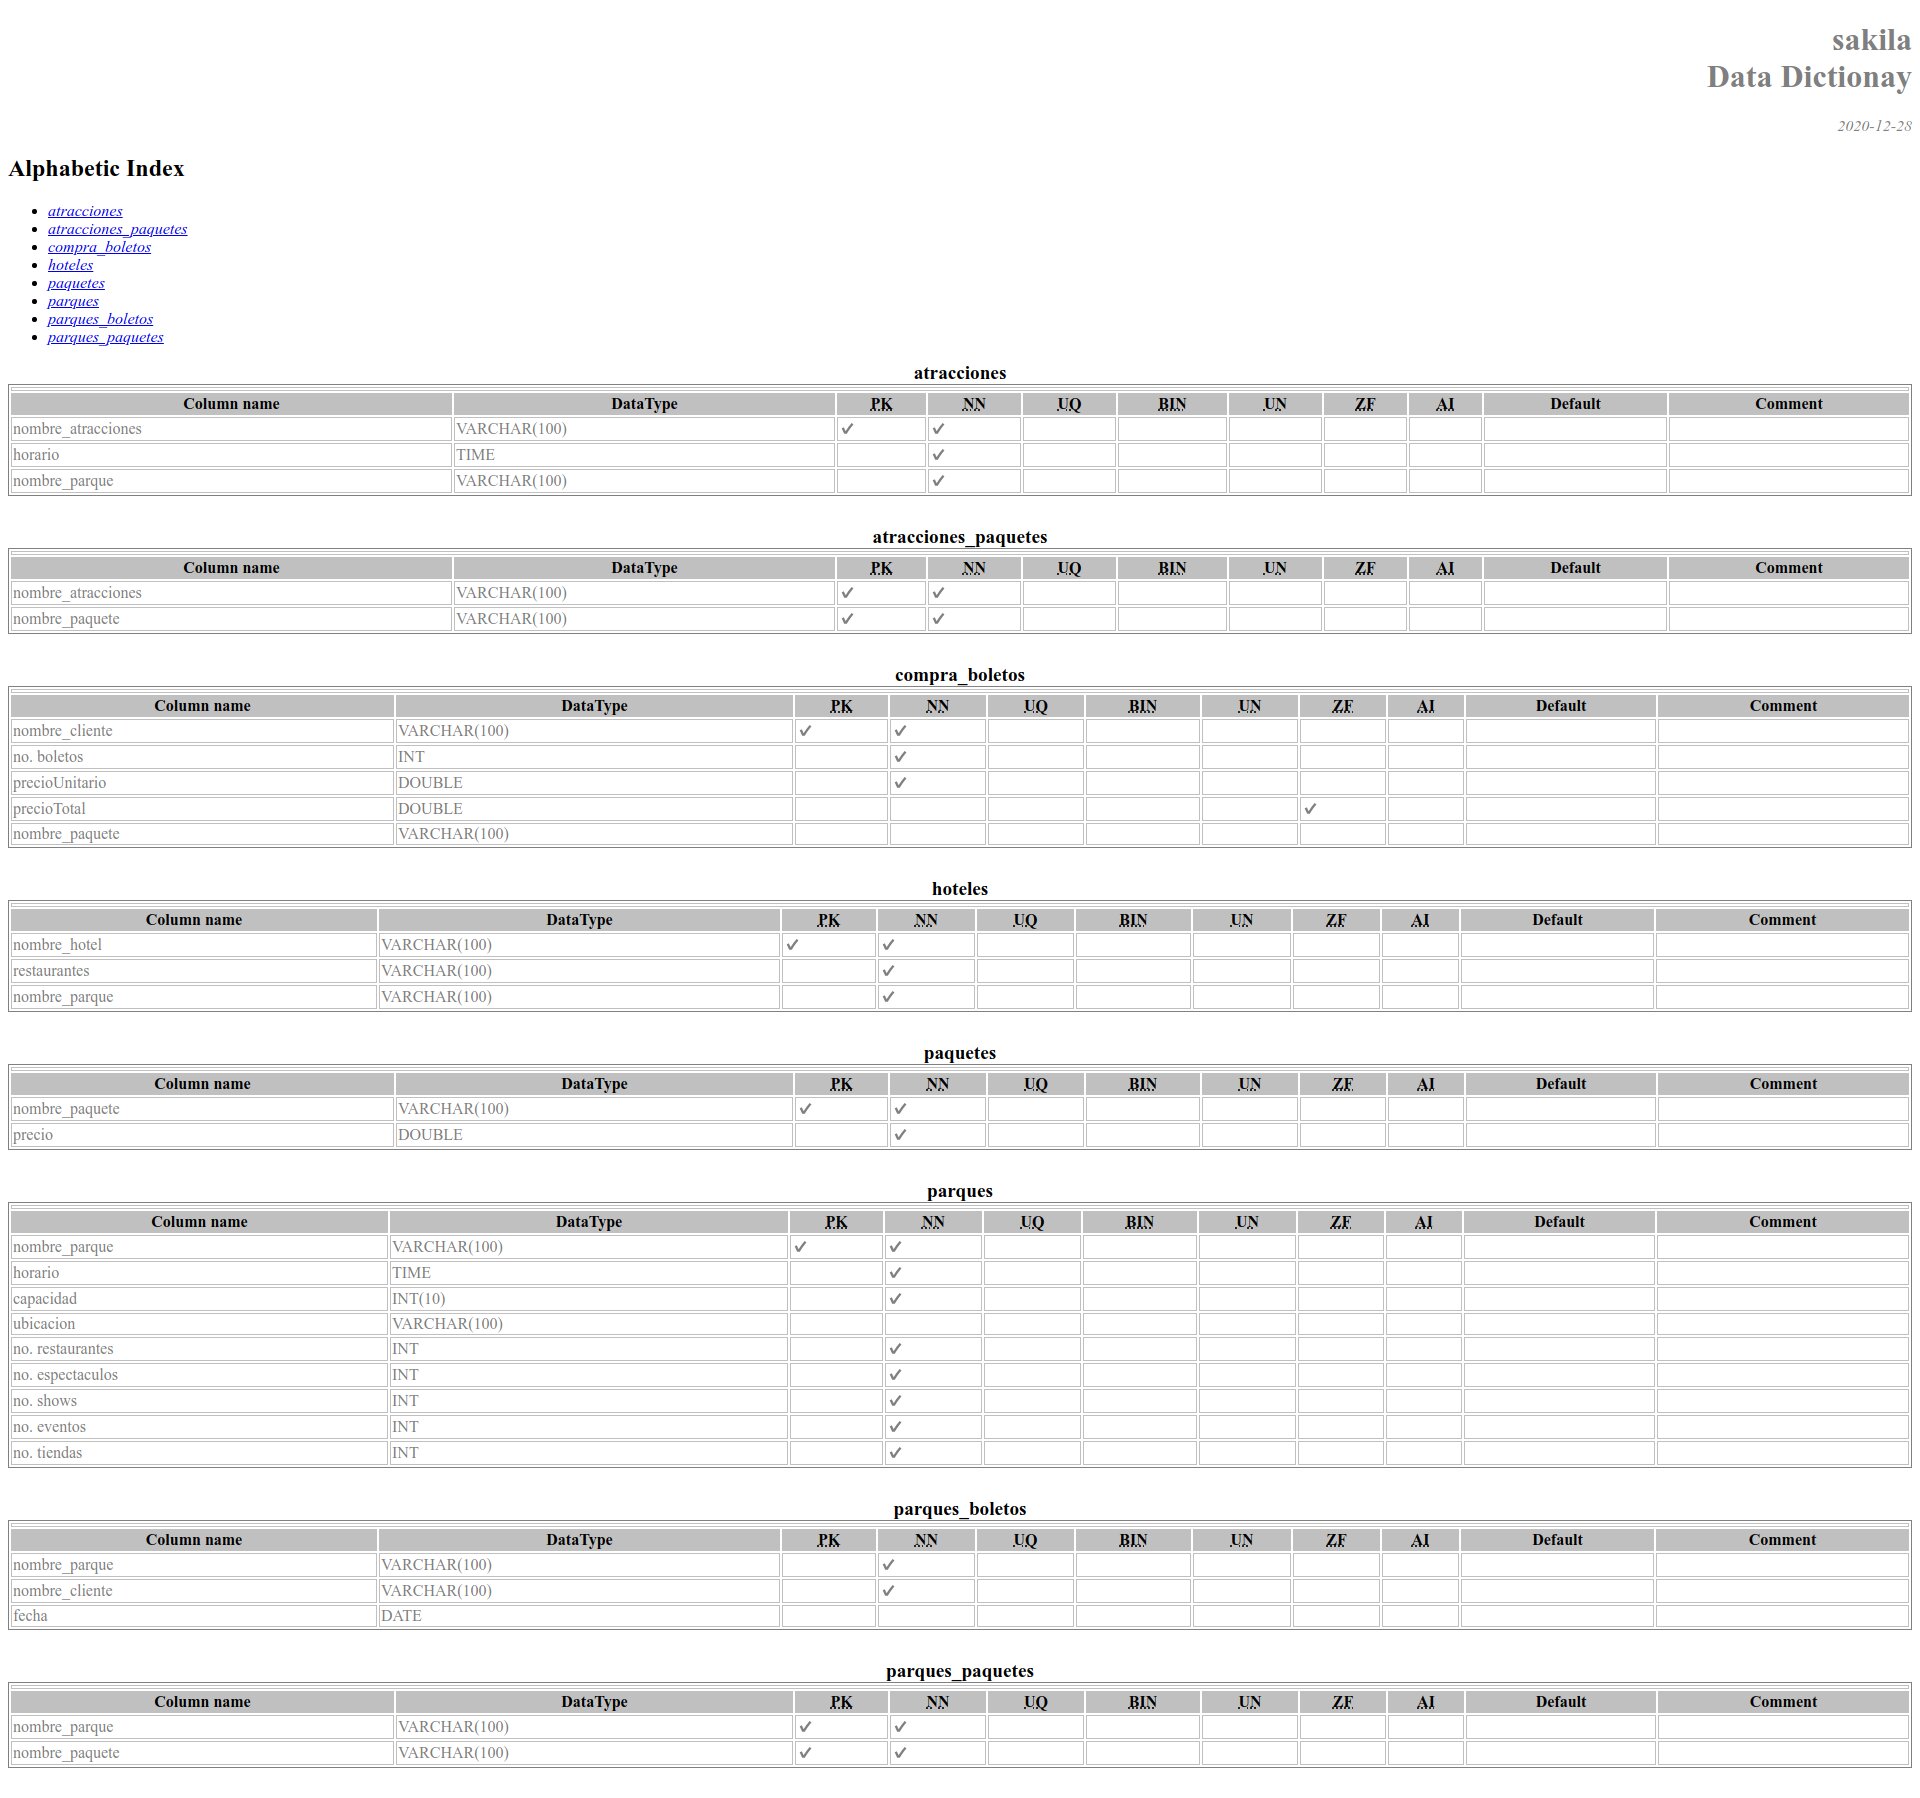 sakila
Data Dictionay
2020-12-28
Alphabetic Index
• atracciones
• atracciones_paquetes
• compra_boletos
• hoteles
• paquetes
• parques
• parques_boletos
• parques_paquetes
atracciones
Column name DataType PK NN UQ BIN UN ZF AI Default Comment
nombre_atracciones VARCHAR(100) ✓ ✓
horario TIME ✓
nombre_parque VARCHAR(100) ✓
atracciones_paquetes
Column name DataType PK NN UQ BIN UN ZF AI Default Comment
nombre_atracciones VARCHAR(100) ✓ ✓
nombre_paquete VARCHAR(100) ✓ ✓
compra_boletos
Column name DataType PK NN UQ BIN UN ZF AI Default Comment
nombre_cliente VARCHAR(100) ✓ ✓
no. boletos INT ✓
precioUnitario DOUBLE ✓
precioTotal DOUBLE ✓
nombre_paquete VARCHAR(100)
hoteles
Column name DataType PK NN UQ BIN UN ZF AI Default Comment
nombre_hotel VARCHAR(100) ✓ ✓
restaurantes VARCHAR(100) ✓
nombre_parque VARCHAR(100) ✓
paquetes
Column name DataType PK NN UQ BIN UN ZF AI Default Comment
nombre_paquete VARCHAR(100) ✓ ✓
precio DOUBLE ✓
parques
Column name DataType PK NN UQ BIN UN ZF AI Default Comment
nombre_parque VARCHAR(100) ✓ ✓
horario TIME ✓
capacidad INT(10) ✓
ubicacion VARCHAR(100)
no. restaurantes INT ✓
no. espectaculos INT ✓
no. shows INT ✓
no. eventos INT ✓
no. tiendas INT ✓
parques_boletos
Column name DataType PK NN UQ BIN UN ZF AI Default Comment
nombre_parque VARCHAR(100) ✓
nombre_cliente VARCHAR(100) ✓
fecha DATE
parques_paquetes
Column name DataType PK NN UQ BIN UN ZF AI Default Comment
nombre_parque VARCHAR(100) ✓ ✓
nombre_paquete VARCHAR(100) ✓ ✓